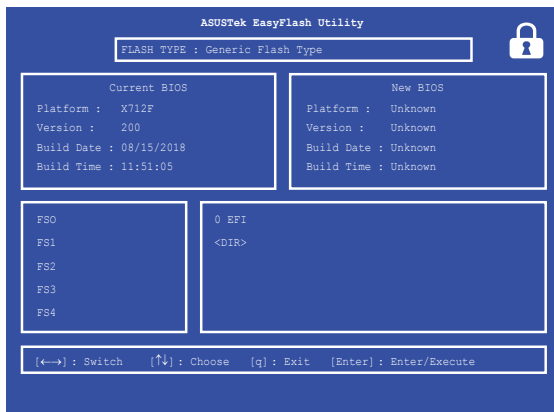 ASUSTek EasyFlash Utility
FLASH TYPE : Generic Flash Type
Current BIOS
Platform : X712F
Version : 200
Build Date : 08/15/2018
Build Time : 11:51:05
New BIOS
Platform : Unknown
Version : Unknown
Build Date : Unknown
Build Time : Unknown
FSO
FS1
FS2
FS3
FS4
0 EFI
<DIR>
[←→] : Switch [↑↓] : Choose [q] : Exit [Enter] : Enter/Execute